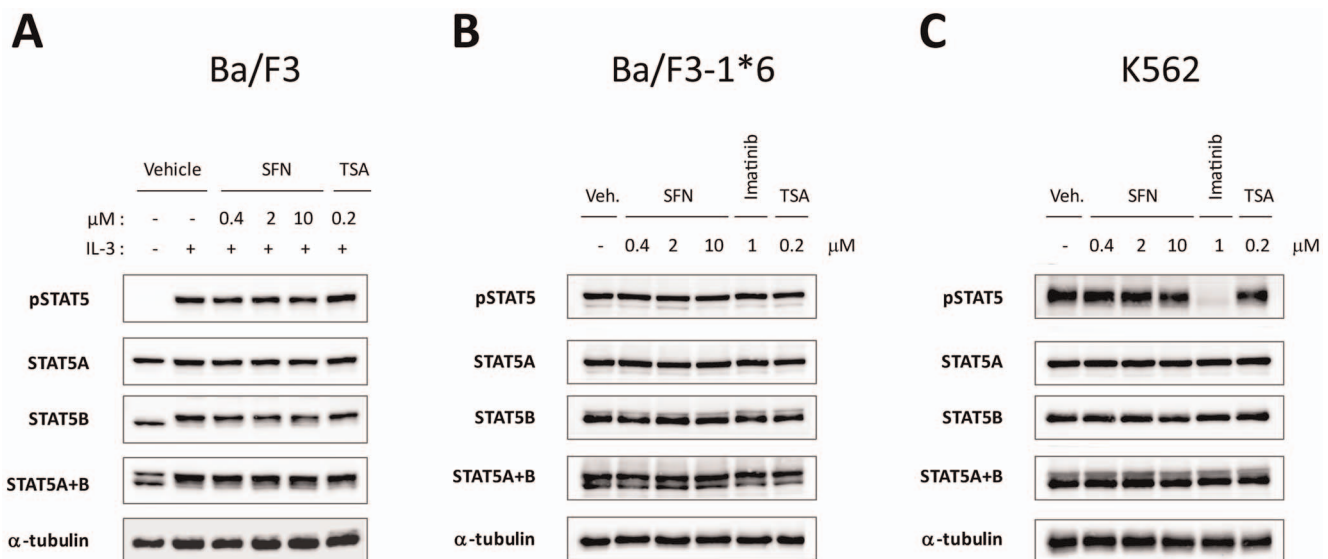 A
Ba/F3
Vehicle SFN TSA
μM : - - 0.4 2 10 0.2
IL-3 : - + + + + +
pSTAT5
STAT5A
STAT5B
STAT5A+B
α-tubulin
B
Ba/F3-1*6
Veh. SFN Imatinib TSA
- 0.4 2 10 1 0.2 μM
pSTAT5
STAT5A
STAT5B
STAT5A+B
α-tubulin
C
K562
Veh. SFN Imatinib TSA
- 0.4 2 10 1 0.2 μM
pSTAT5
STAT5A
STAT5B
STAT5A+B
α-tubulin